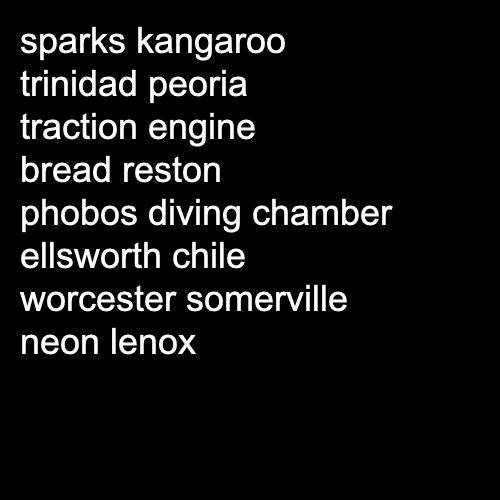 sparks kangaroo
trinidad peoria
traction engine
bread reston
phobos diving chamber
ellsworth chile
worcester somerville
neon lenox